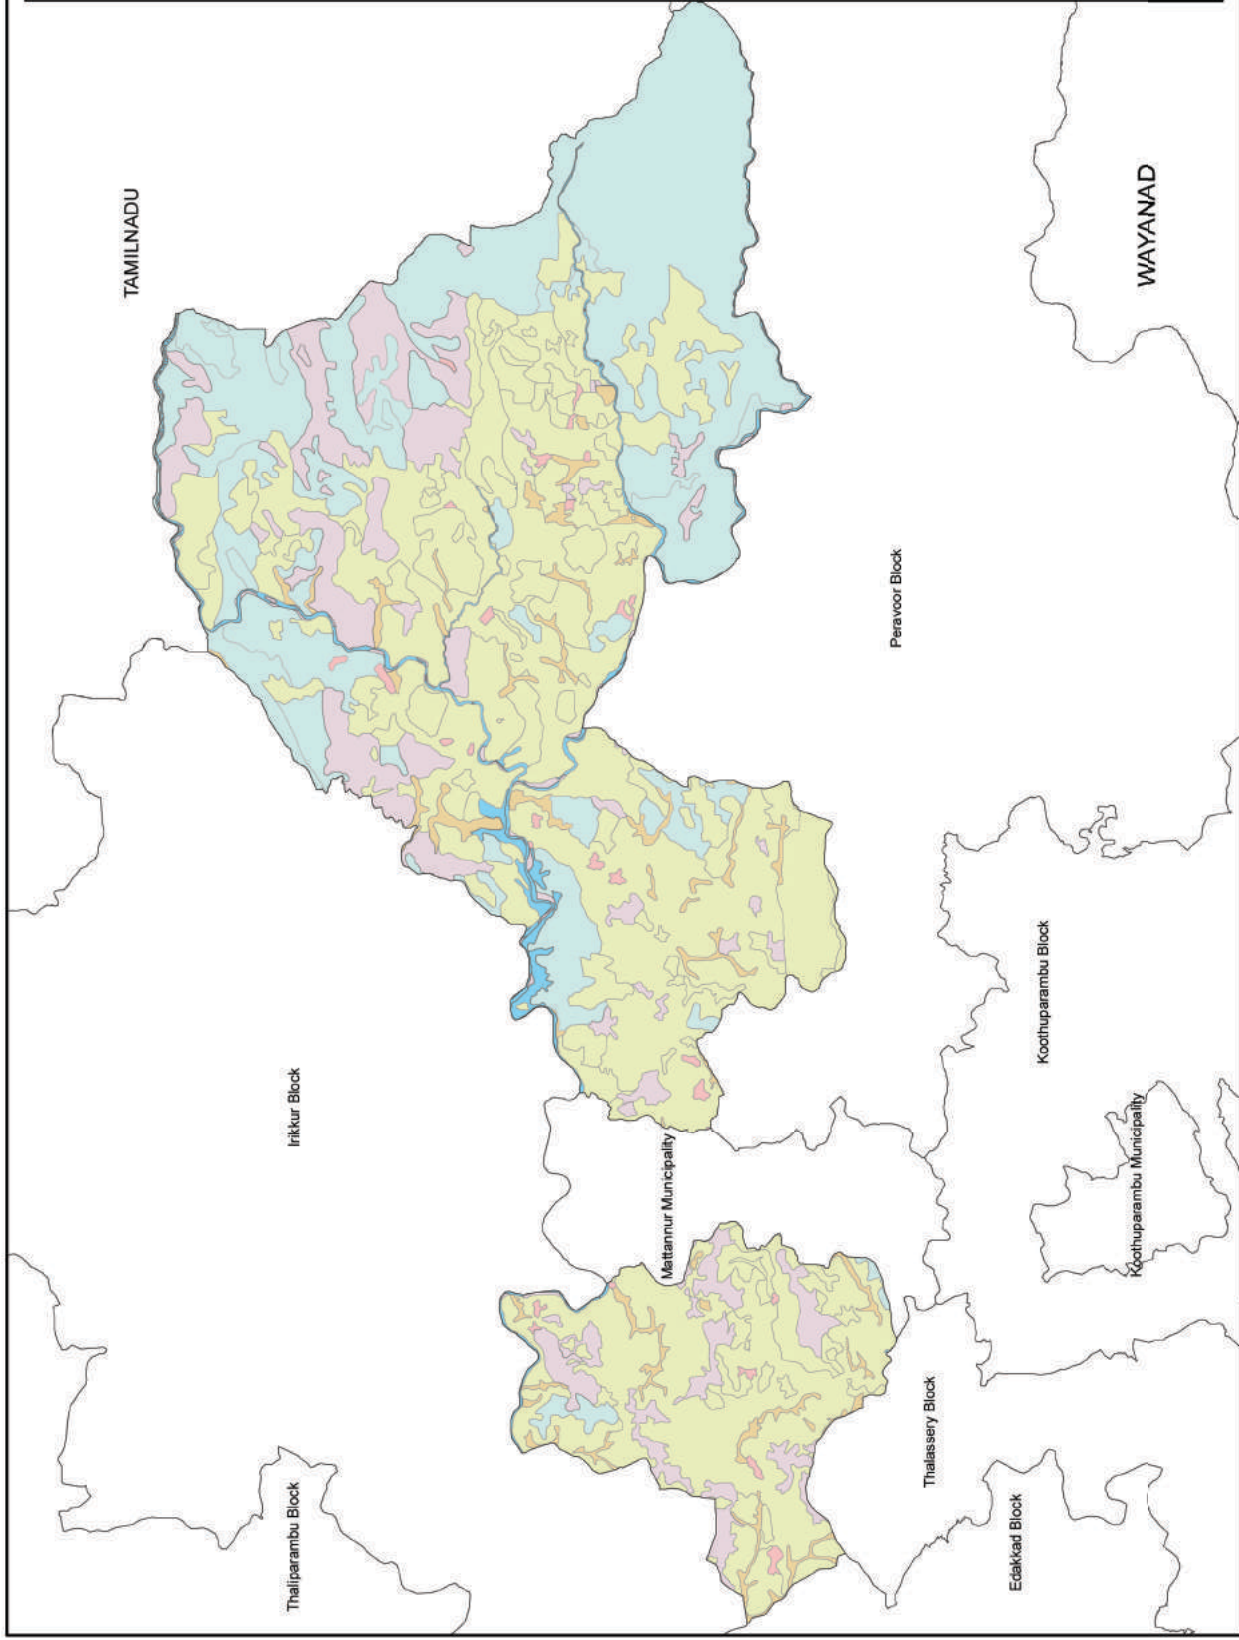 TAMILNADU
WAYANAD
Peravoor Block
Irikkur Block
Koothuparambu Block
Mattannur Municipality
Koothuparambu Municipality
Thaliparambu Block
Thalassery Block
Edakkad Block